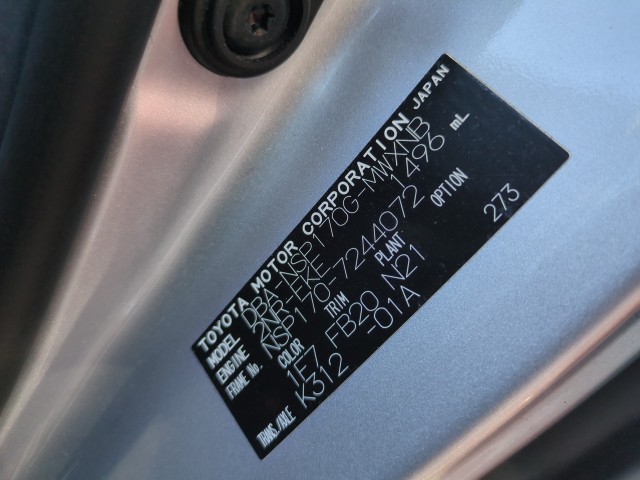 TOYOTA MOTOR CORPORATION JAPAN
MODEL DBA-NSP170G-MWXNB
ENGINE 2NR-FKE 1496 mL
FRAME No. NSP170-7244072
COLOR TRIM PLANT OPTION
1F7 FB20 N21 273
TRANS./AXLE K312 -01A